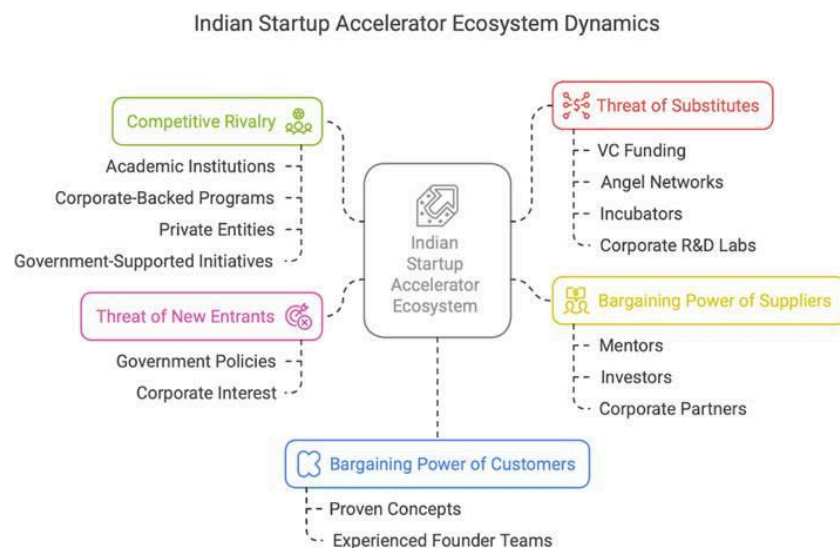 Indian Startup Accelerator Ecosystem Dynamics
Competitive Rivalry
Academic Institutions
Corporate-Backed Programs
Private Entities
Government-Supported Initiatives
Threat of New Entrants
Government Policies
Corporate Interest
Indian
Startup
Accelerator
Ecosystem
Threat of Substitutes
VC Funding
Angel Networks
Incubators
Corporate R&D Labs
Bargaining Power of Suppliers
Mentors
Investors
Corporate Partners
Bargaining Power of Customers
Proven Concepts
Experienced Founder Teams